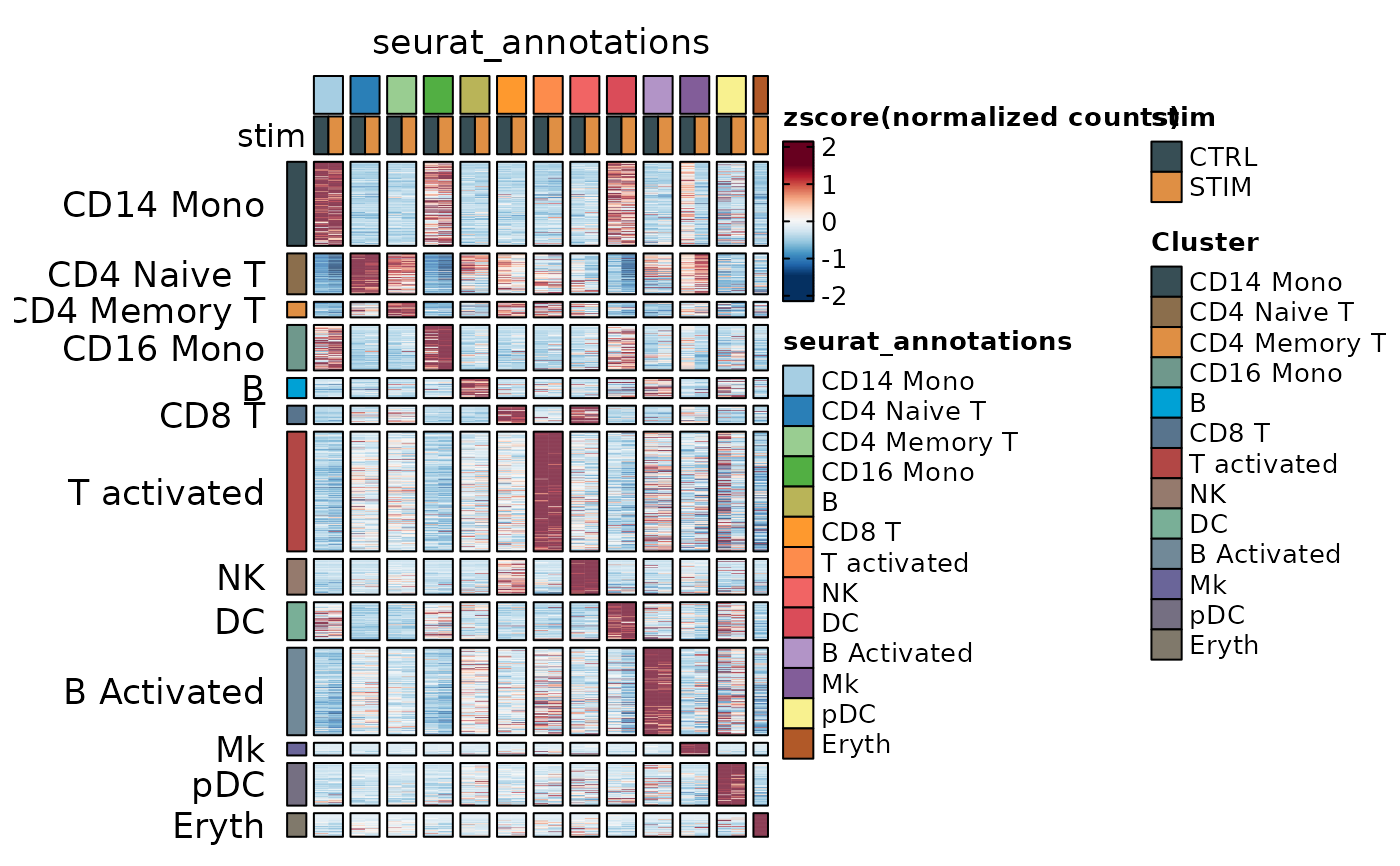 seurat_annotations
stim
CD14 Mono
CD4 Naive T
CD4 Memory T
CD16 Mono
B
CD8 T
T activated
NK
DC
B Activated
Mk
pDC
Eryth
zscore(normalized counts)
2
1
0
-1
-2
seurat_annotations
CD14 Mono
CD4 Naive T
CD4 Memory T
CD16 Mono
B
CD8 T
T activated
NK
DC
B Activated
Mk
pDC
Eryth
stim
CTRL
STIM
Cluster
CD14 Mono
CD4 Naive T
CD4 Memory T
CD16 Mono
B
CD8 T
T activated
NK
DC
B Activated
Mk
pDC
Eryth